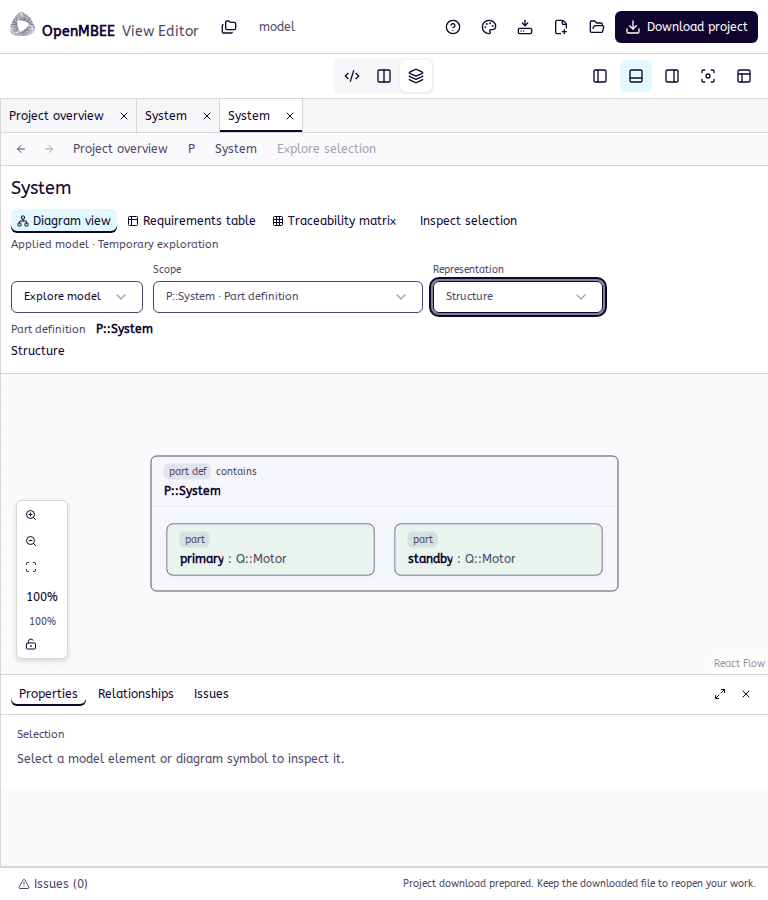 OpenMBEE View Editor model Download project
Project overview System System
Project overview P System Explore selection
System
Diagram view Requirements table Traceability matrix Inspect selection
Applied model · Temporary exploration
Scope Representation
Explore model P::System · Part definition Structure
Part definition P::System
Structure
part def contains
P::System
part part
primary : Q::Motor standby : Q::Motor
100%
100%
React Flow
Properties Relationships Issues
Selection
Select a model element or diagram symbol to inspect it.
Issues (0) Project download prepared. Keep the downloaded file to reopen your work.